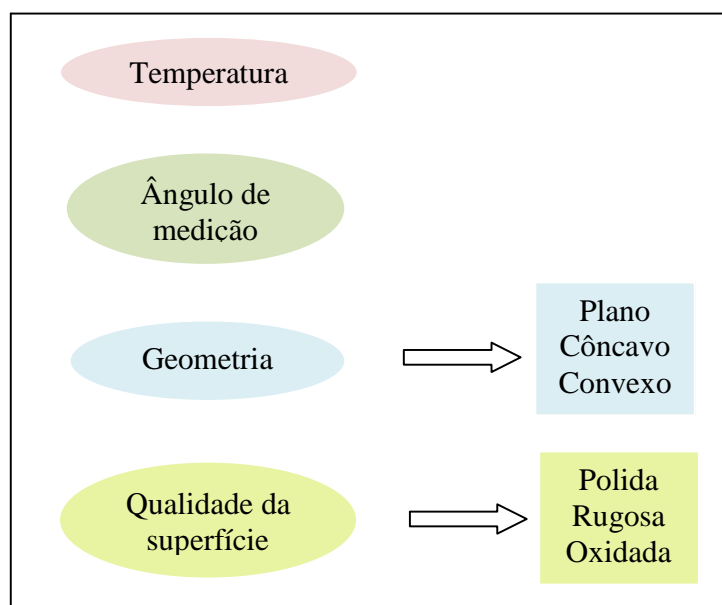 Temperatura
Ângulo de
medição
Geometria
Plano
Côncavo
Convexo
Qualidade da
superfície
Polida
Rugosa
Oxidada